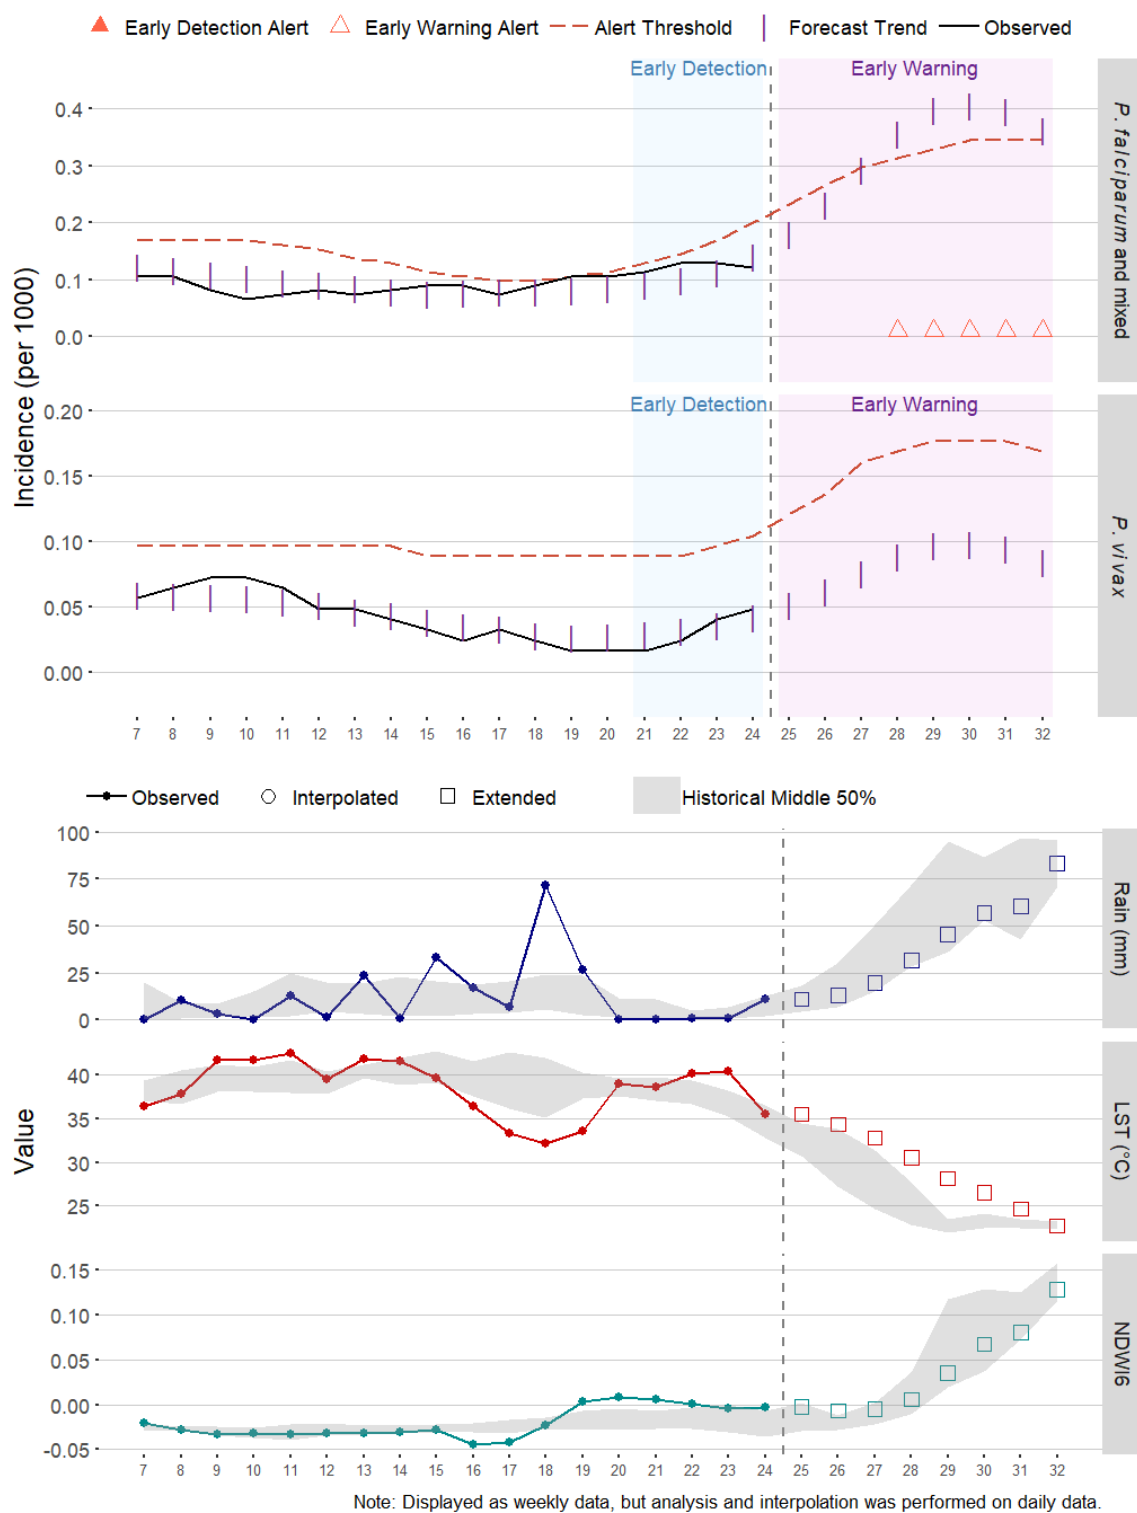 Early Detection Alert Early Warning Alert Alert Threshold Forecast Trend Observed
Early Detection Early Warning
0.4
0.3
0.2
0.1
0.0
P. falciparum and mixed
Incidence (per 1000)
Early Detection Early Warning
0.20
0.15
0.10
0.05
0.00
P. vivax
7 8 9 10 11 12 13 14 15 16 17 18 19 20 21 22 23 24 25 26 27 28 29 30 31 32
Observed Interpolated Extended Historical Middle 50%
100
75
50
25
0
Rain (mm)
Value
40
35
30
25
LST (°C)
0.15
0.10
0.05
0.00
-0.05
NDWI6
7 8 9 10 11 12 13 14 15 16 17 18 19 20 21 22 23 24 25 26 27 28 29 30 31 32
Note: Displayed as weekly data, but analysis and interpolation was performed on daily data.